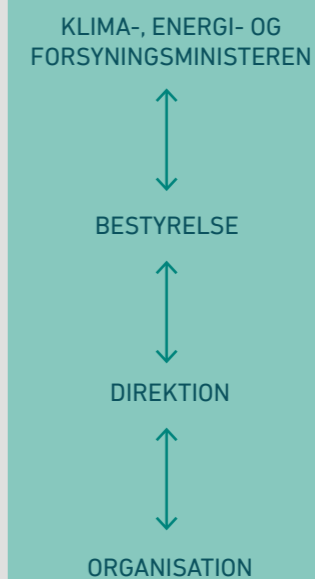 KLIMA-, ENERGI- OG
FORSYNINGSMINISTEREN
BESTYRELSE
DIREKTION
ORGANISATION